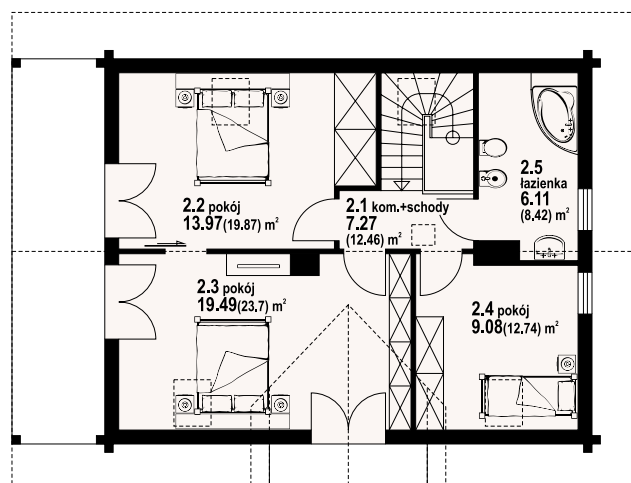 2.2 pokój
13.97(19.87) m²
2.1 kom.+schody
7.27
(12.46) m²
2.5
łazienka
6.11
(8,42) m²
2.3 pokój
19.49(23,7) m²
2.4 pokój
9.08(12.74) m²